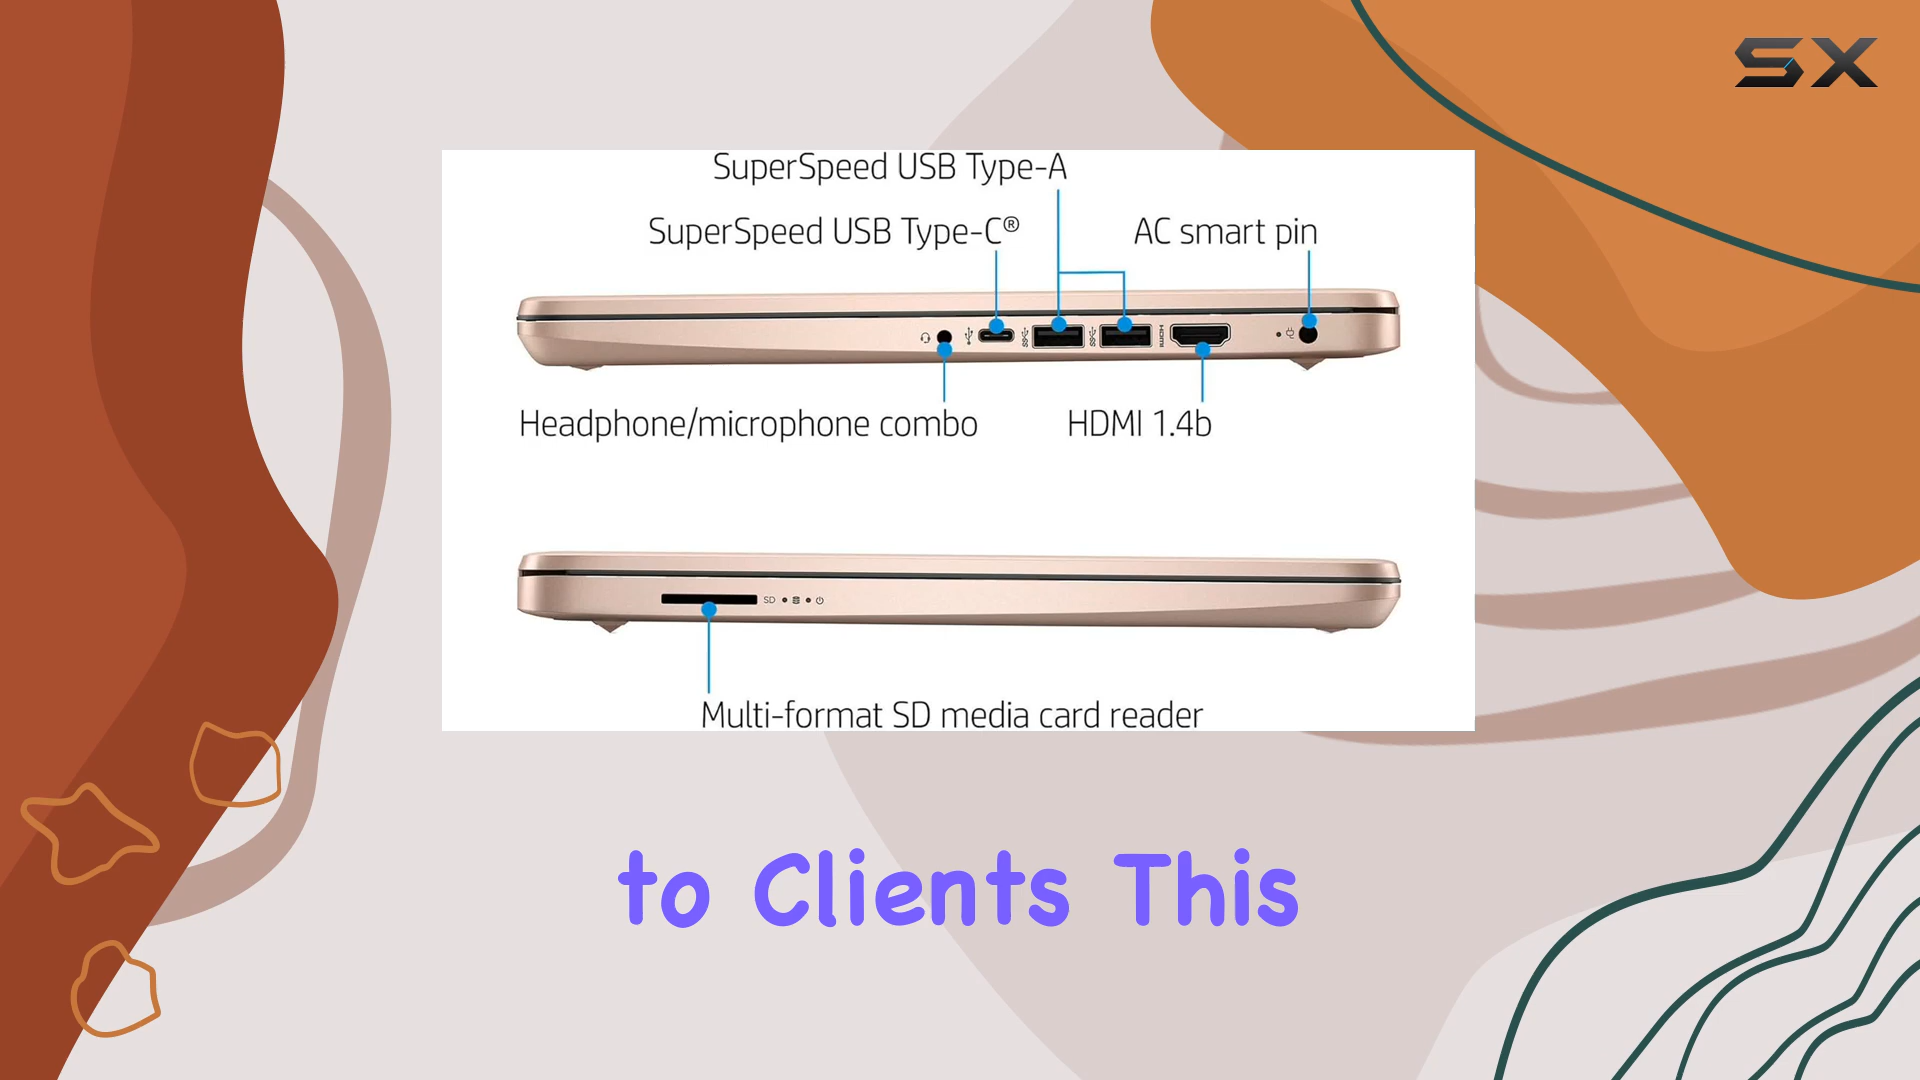 SX
SuperSpeed USB Type-A
SuperSpeed USB Type-C®
AC smart pin
Headphone/microphone combo
HDMI 1.4b
SD
Multi-format SD media card reader
to Clients This